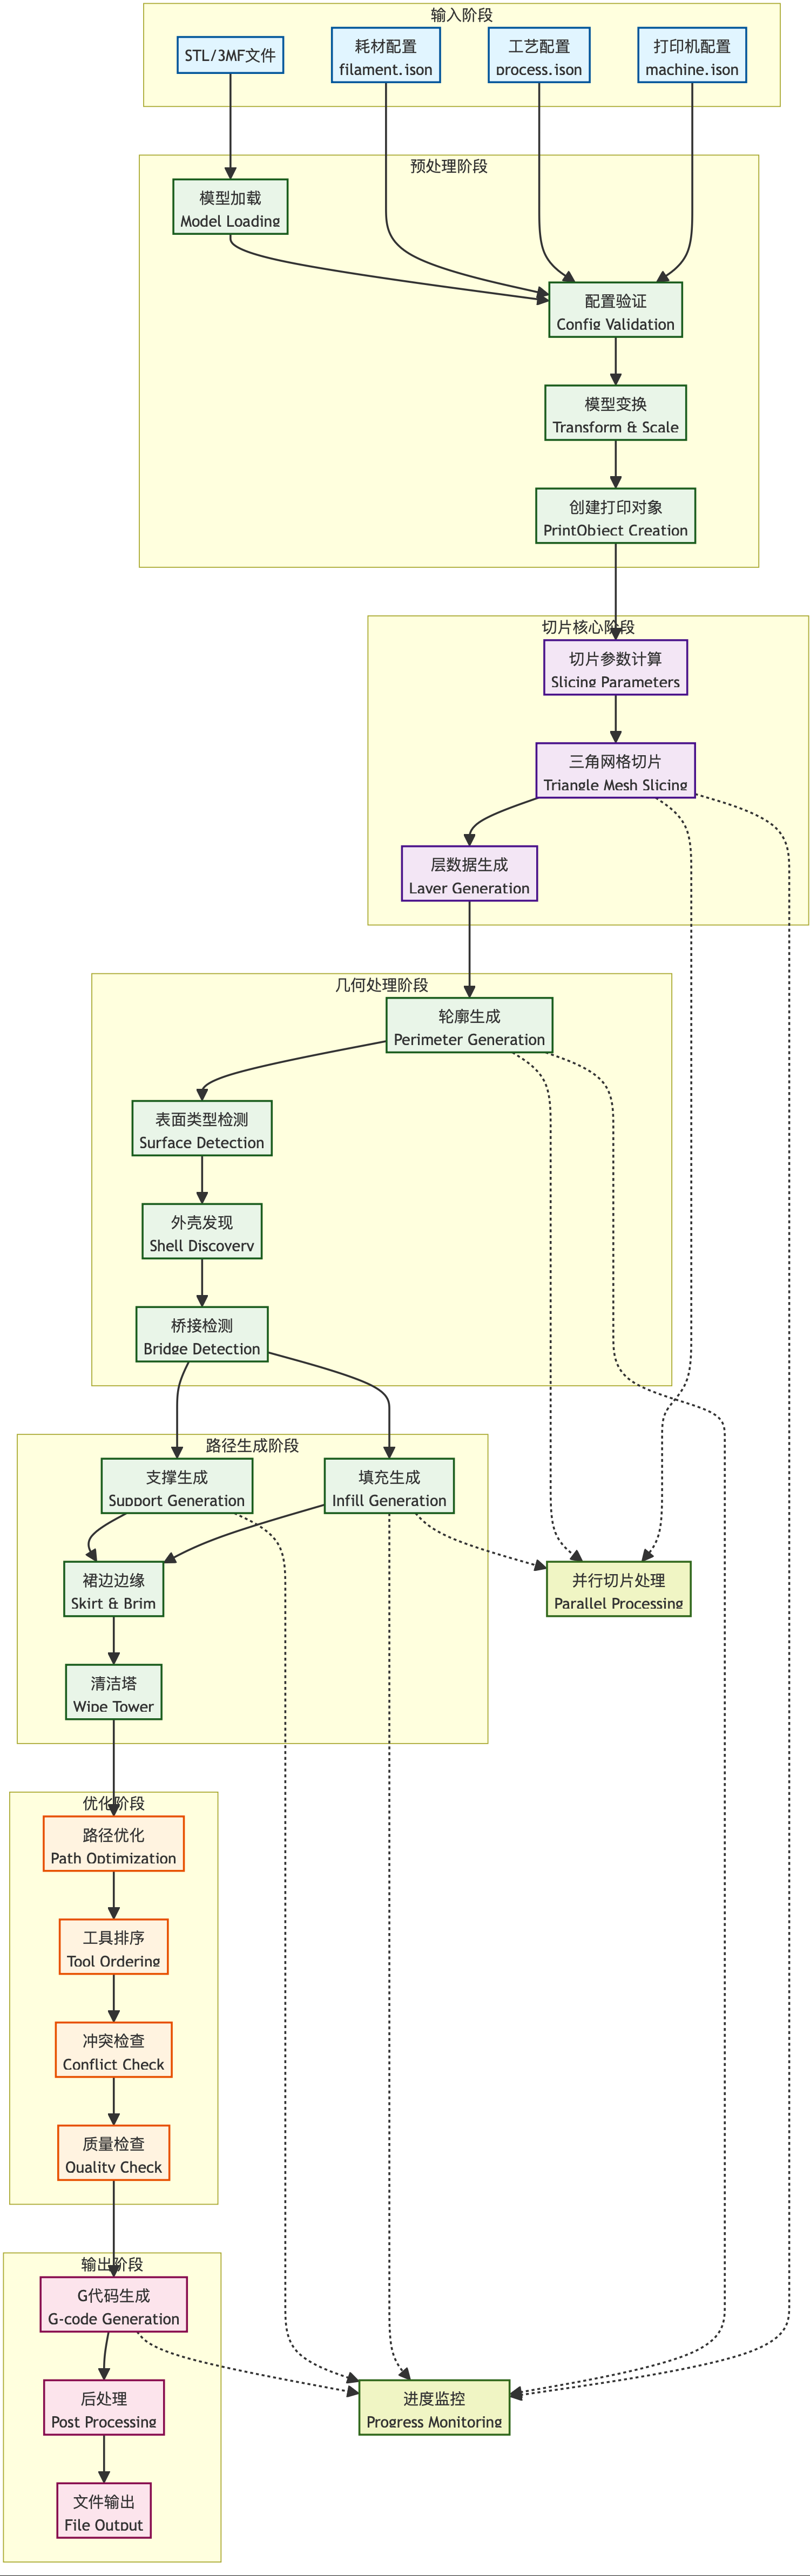 输入阶段
STL/3MF文件
耗材配置
filament.json
工艺配置
process.json
打印机配置
machine.json
预处理阶段
模型加载
Model Loading
配置验证
Config Validation
模型变换
Transform & Scale
创建打印对象
PrintObject Creation
切片核心阶段
切片参数计算
Slicing Parameters
三角网格切片
Triangle Mesh Slicing
层数据生成
Layer Generation
几何处理阶段
轮廓生成
Perimeter Generation
表面类型检测
Surface Detection
外壳发现
Shell Discovery
桥接检测
Bridge Detection
路径生成阶段
支撑生成
Support Generation
填充生成
Infill Generation
裙边边缘
Skirt & Brim
并行切片处理
Parallel Processing
清洁塔
Wipe Tower
优化阶段
路径优化
Path Optimization
工具排序
Tool Ordering
冲突检查
Conflict Check
质量检查
Quality Check
输出阶段
G代码生成
G-code Generation
后处理
Post Processing
进度监控
Progress Monitoring
文件输出
File Output